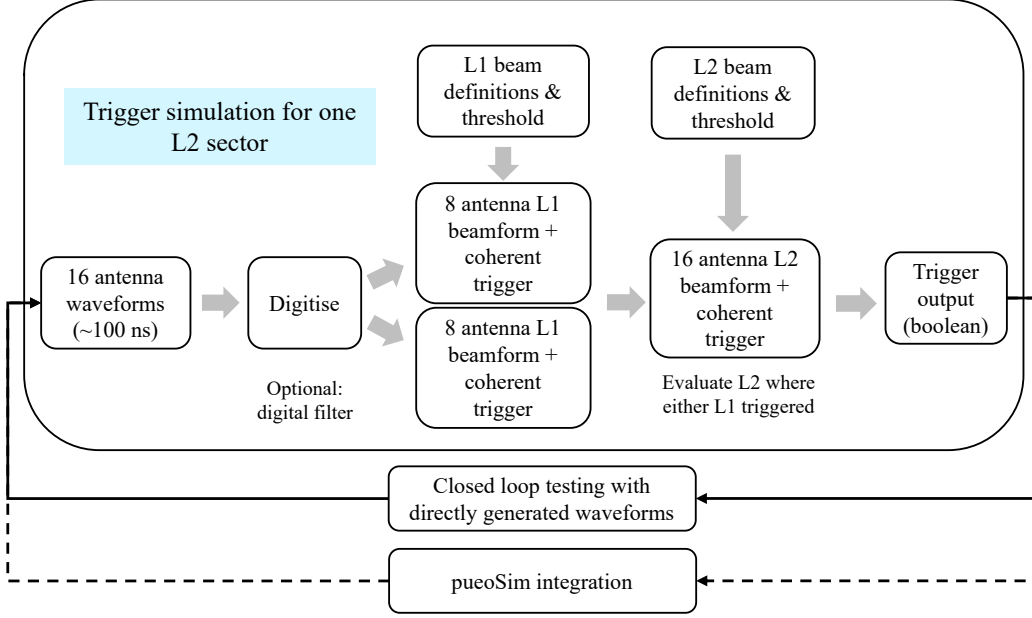 Trigger simulation for one
L2 sector
L1 beam
definitions &
threshold
L2 beam
definitions &
threshold
16 antenna
waveforms
(~100 ns)
Digitise
Optional:
digital filter
8 antenna L1
beamform +
coherent
trigger
8 antenna L1
beamform +
coherent
trigger
16 antenna L2
beamform +
coherent
trigger
Evaluate L2 where
either L1 triggered
Trigger
output
(boolean)
Closed loop testing with
directly generated waveforms
pueoSim integration